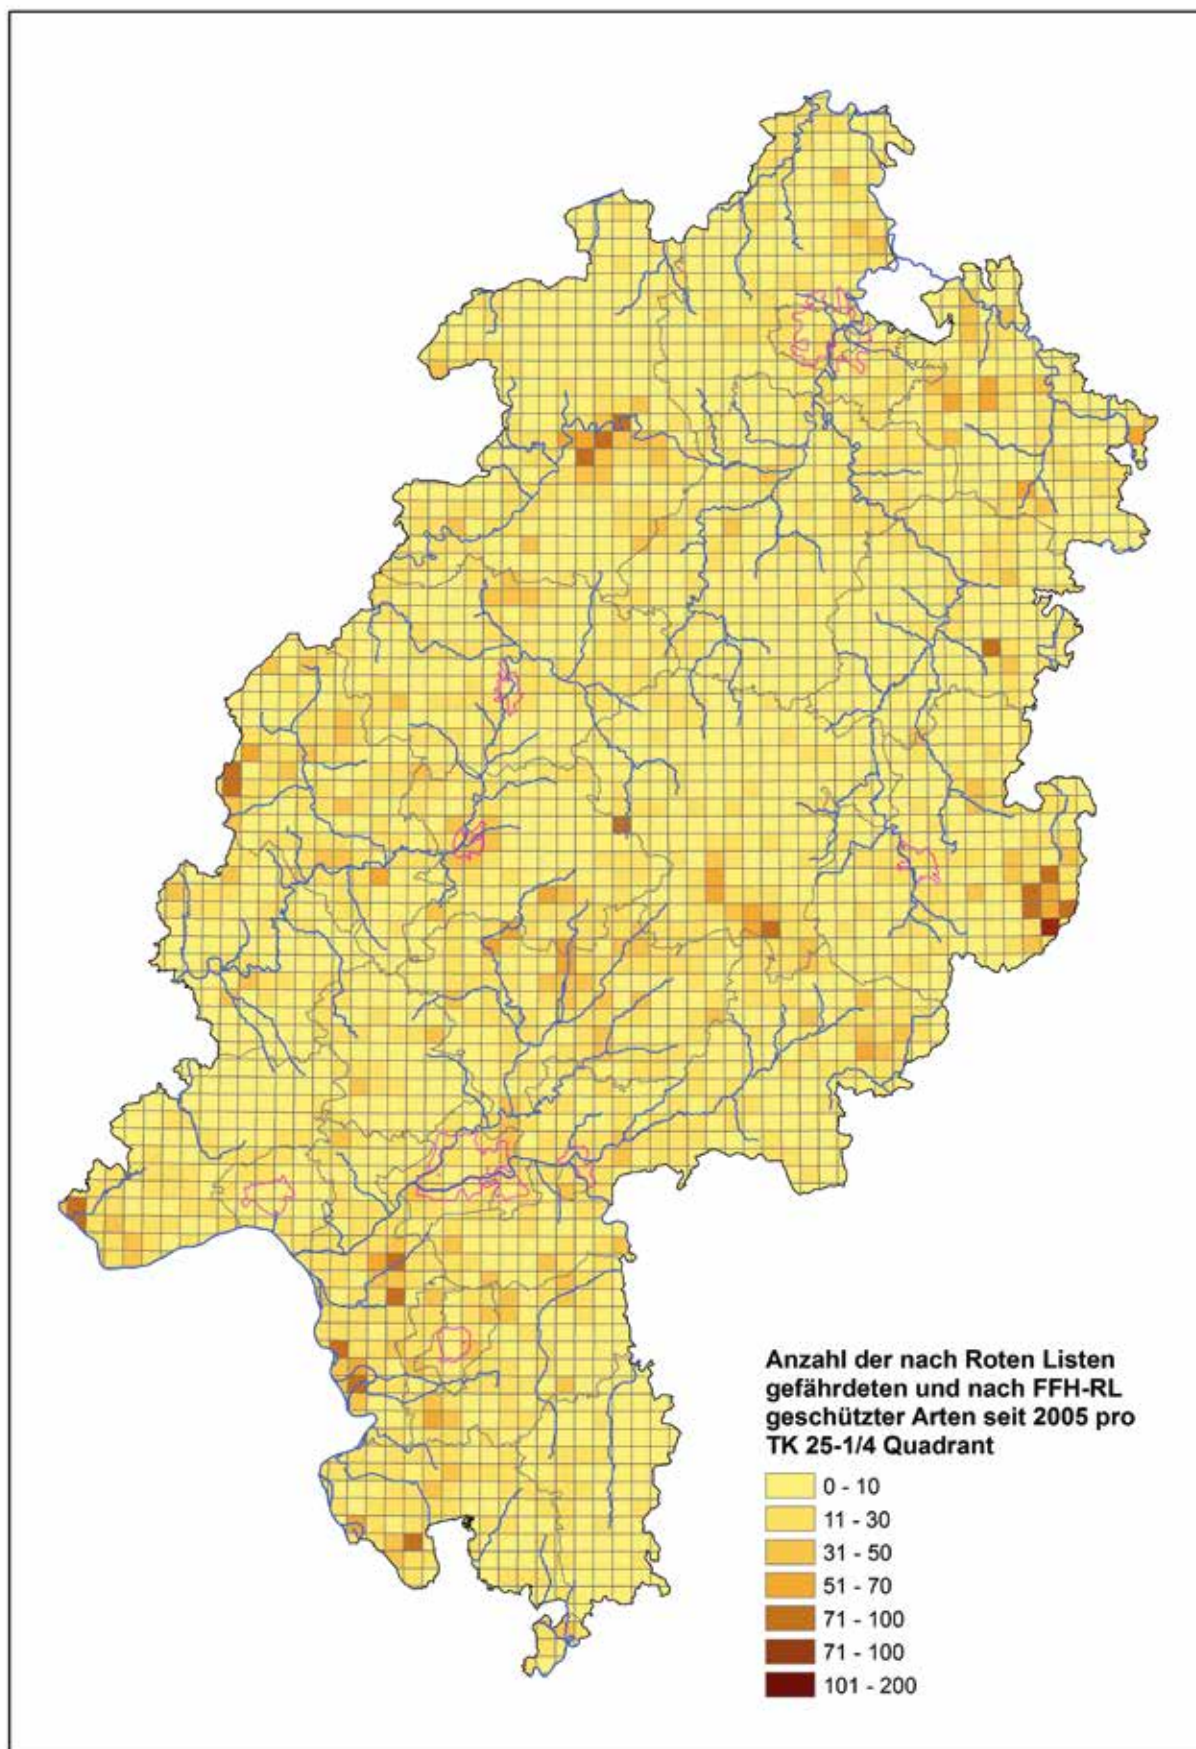 Anzahl der nach Roten Listen
gefährdeten und nach FFH-RL
geschützter Arten seit 2005 pro
TK 25-1/4 Quadrant
0 - 10
11 - 30
31 - 50
51 - 70
71 - 100
71 - 100
101 - 200